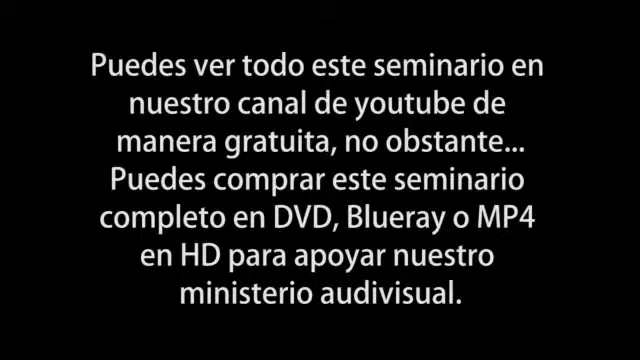 Puedes ver todo este seminario en
nuestro canal de youtube de
manera gratuita, no obstante...
Puedes comprar este seminario
completo en DVD, Blueray o MP4
en HD para apoyar nuestro
ministerio audivisual.